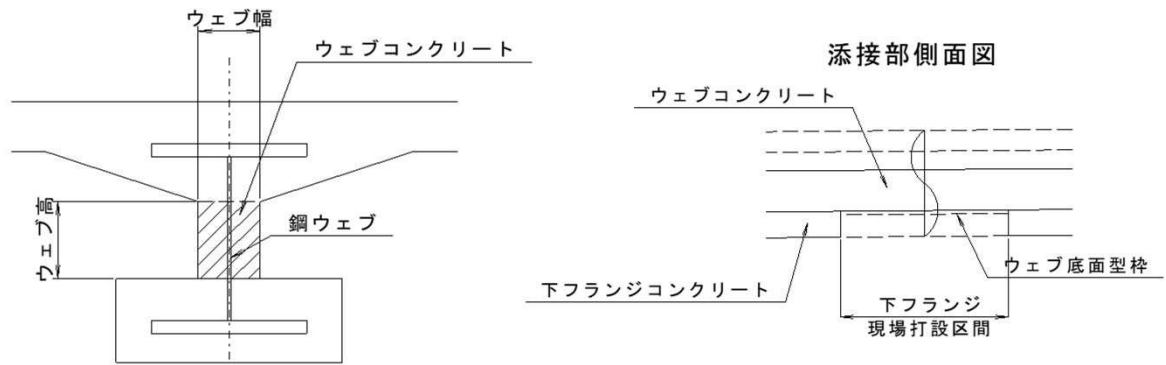 ウェブ幅
ウェブコンクリート
鋼ウェブ
ウェブ高
添接部側面図
ウェブコンクリート
ウェブ底面型枠
下フランジコンクリート
下フランジ
現場打設区間